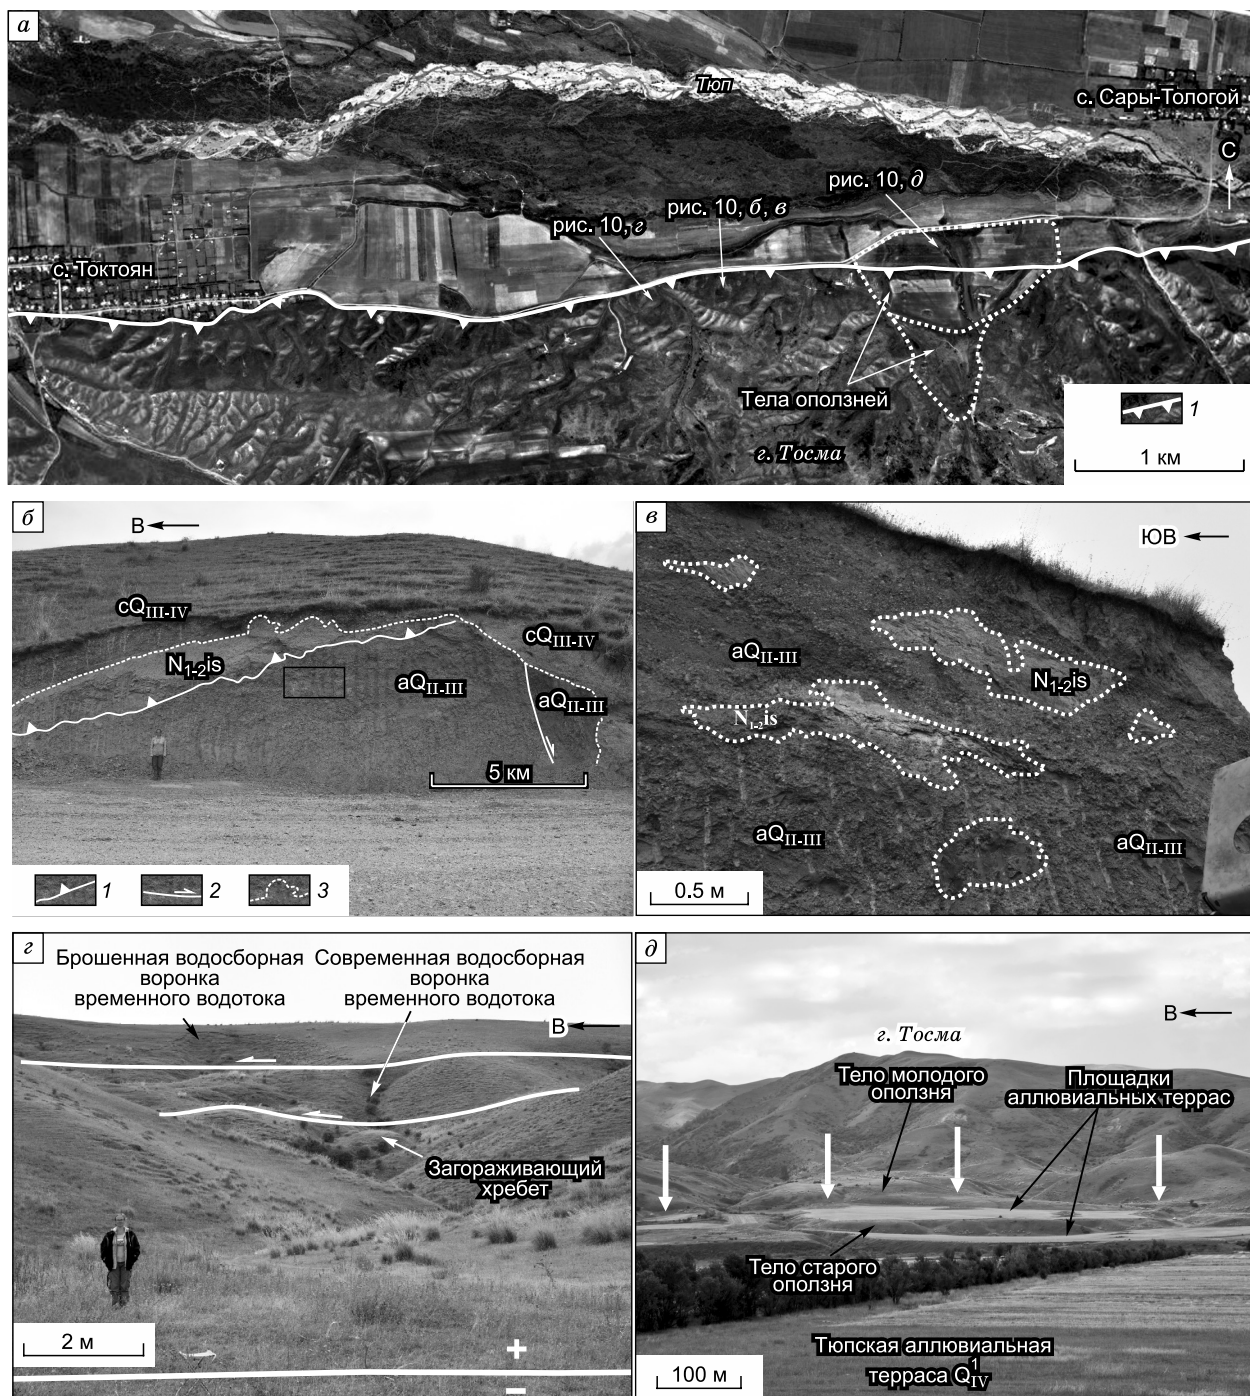 а
Тюп
с. Сары-Тологой
С
рис. 10, д
рис. 10, б, в
рис. 10, г
с. Токтоян
Тела оползней
г. Тосма
1
1 км
б
В
cQIII-IV
cQIII-IV
N1-2is
aQII-III
aQII-III
5 км
1
2
3
в
ЮВ
aQII-III
N1-2is
N1-2is
aQII-III
aQII-III
0.5 м
г
Брошенная водосборная
воронка
временного водотока
Современная водосборная
воронка
временного водотока
В
Загораживающий
хребет
2 м
+
–
д
В
г. Тосма
Тело молодого
оползня
Площадки
аллювиальных террас
Тело старого
оползня
Тюпская аллювиальная
терраса Q1IV
100 м